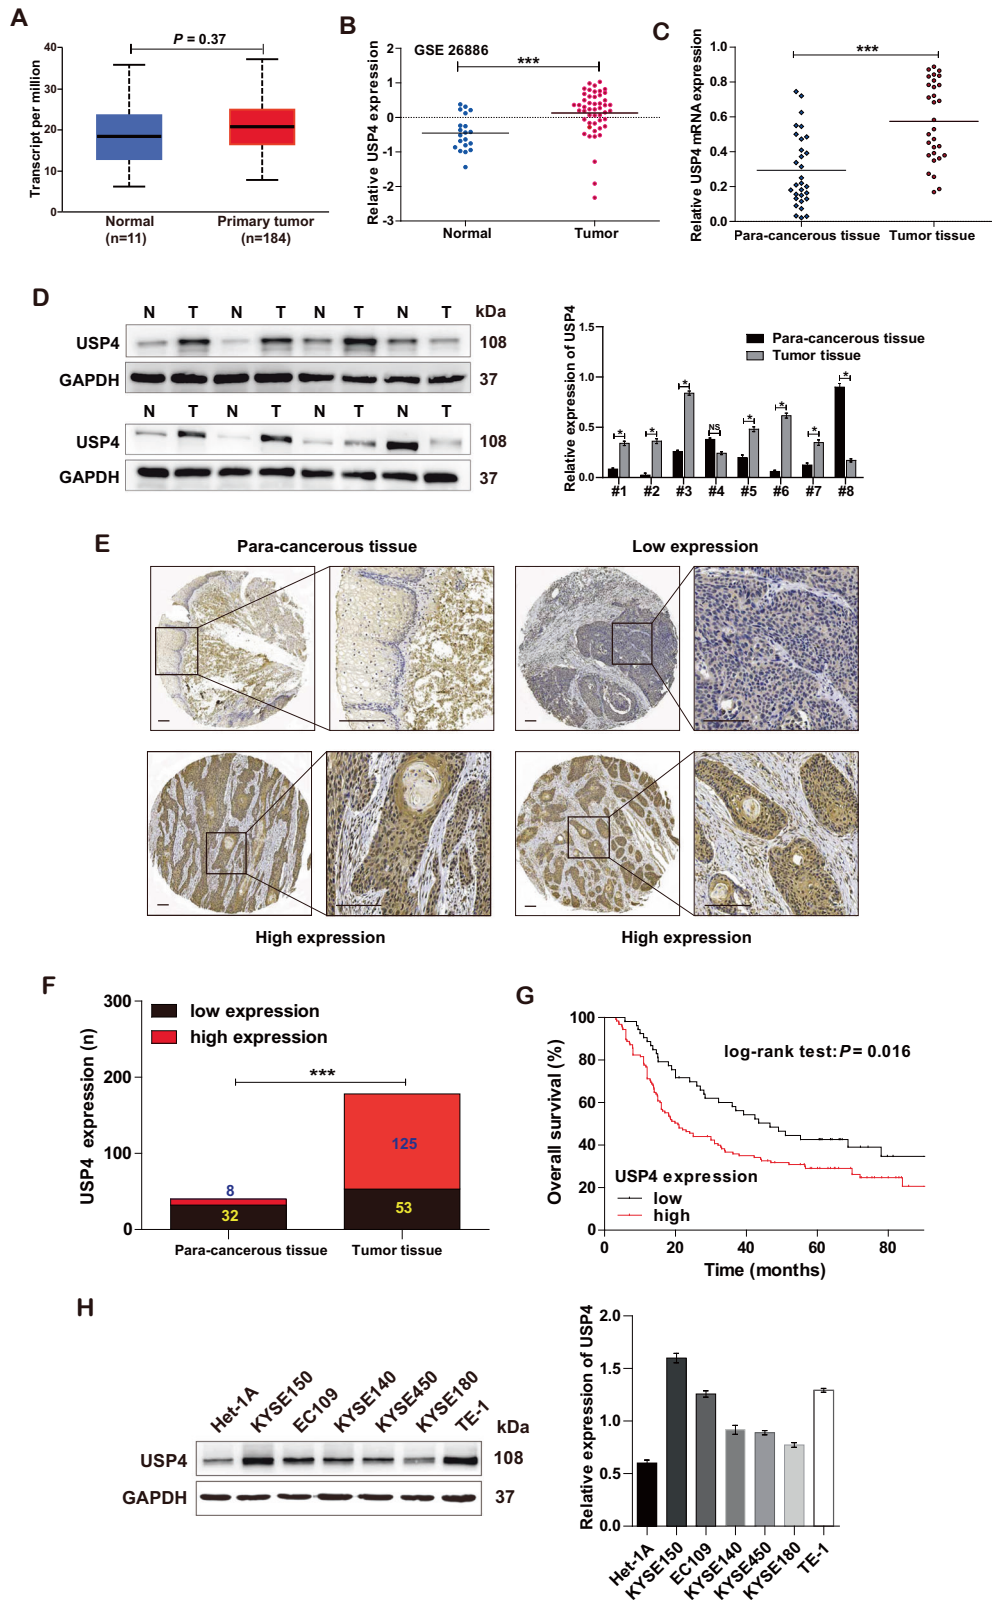 A
P = 0.37
Transcript per million
40
30
20
10
0
Normal
(n=11)
Primary tumor
(n=184)
B
GSE 26886
***
Relative USP4 expression
2
1
0
-1
-2
-3
Normal
Tumor
C
***
Relative USP4 mRNA expression
1.0
0.8
0.6
0.4
0.2
0.0
Para-cancerous tissue
Tumor tissue
D
N T N T N T N T kDa
USP4 108
GAPDH 37
N T N T N T N T
USP4 108
GAPDH 37
Relative expression of USP4
1.5
1.0
0.5
0.0
Para-cancerous tissue
Tumor tissue
* * * NS * * * *
#1 #2 #3 #4 #5 #6 #7 #8
E
Para-cancerous tissue
Low expression
High expression
High expression
F
USP4 expression (n)
300
200
100
0
low expression
high expression
***
8
32
125
53
Para-cancerous tissue
Tumor tissue
G
Overall survival (%)
100
80
60
40
20
0
log-rank test: P = 0.016
USP4 expression
low
high
0 20 40 60 80
Time (months)
H
Het-1A KYSE150 EC109 KYSE140 KYSE450 KYSE180 TE-1 kDa
USP4 108
GAPDH 37
Relative expression of USP4
2.0
1.5
1.0
0.5
0.0
Het-1A KYSE150 EC109 KYSE140 KYSE450 KYSE180 TE-1